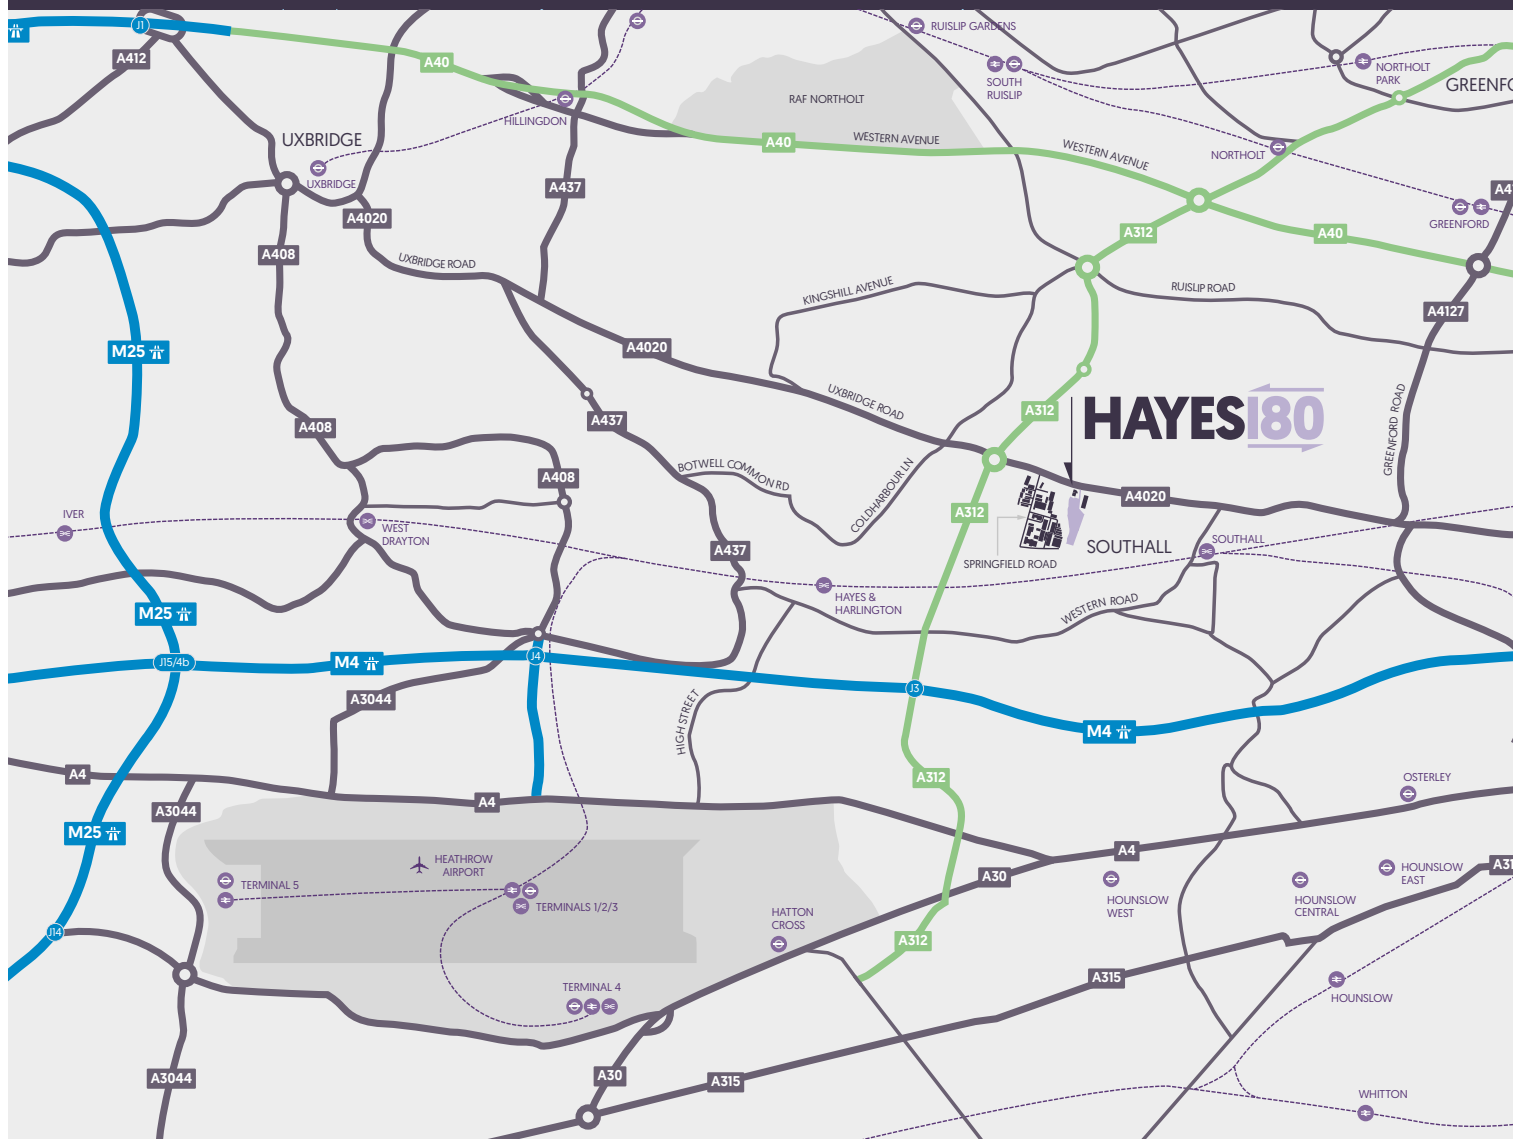 J1
A412
A40
RUISLIP GARDENS
SOUTH
RUISLIP
NORTHOLT
PARK
GREENFO
RAF NORTHOLT
HILLINGDON
UXBRIDGE
UXBRIDGE
A40
WESTERN AVENUE
WESTERN AVENUE
NORTHOLT
A437
A4020
A408
UXBRIDGE ROAD
A312
A40
GREENFORD
A41
KINGSHILL AVENUE
RUISLIP ROAD
A4127
M25
A4020
UXBRIDGE ROAD
A312
HAYES180
GREENFORD ROAD
A408
A437
A408
BOTWELL COMMON RD
COLDHARBOUR LN
A4020
A312
IVER
WEST
DRAYTON
A437
SOUTHALL
SOUTHALL
SPRINGFIELD ROAD
HAYES &
HARLINGTON
WESTERN ROAD
M25
J15/4b
M4
J4
J3
A3044
HIGH STREET
M4
A4
A312
OSTERLEY
A3044
A4
M25
A4
HEATHROW
AIRPORT
TERMINAL 5
TERMINALS 1/2/3
A30
HOUNSLOW
WEST
HOUNSLOW
CENTRAL
HOUNSLOW
EAST
A31
HATTON
CROSS
J14
A312
TERMINAL 4
A315
HOUNSLOW
A3044
A30
A315
WHITTON